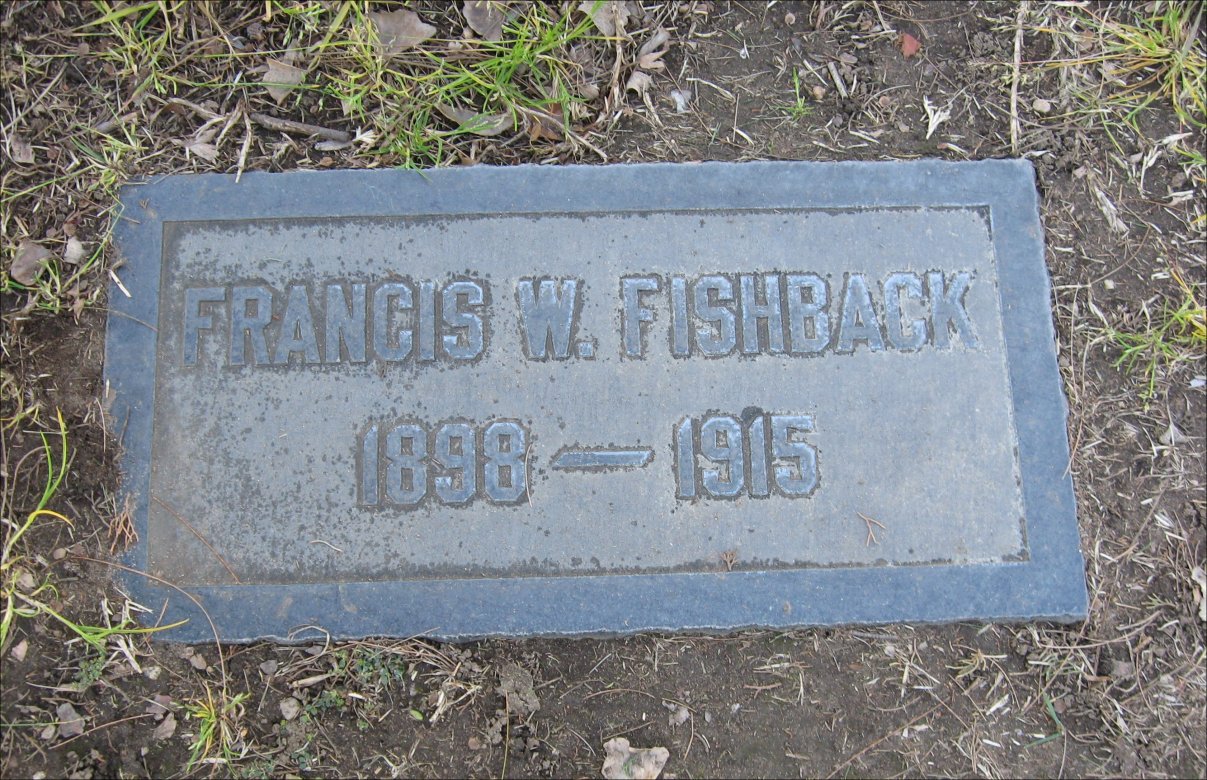 FRANCIS W. FISHBACK
1898 — 1915